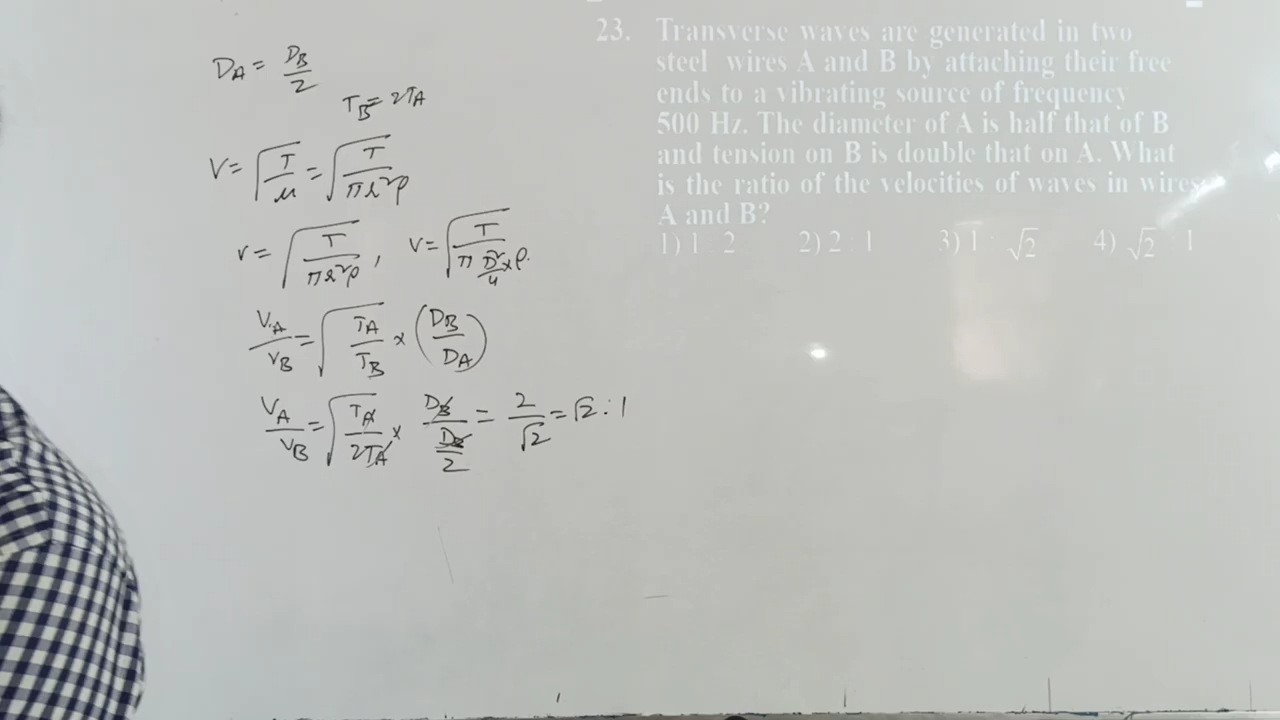 D_A = D_B/2
T_B = 2T_A
V = √(T/μ) = √(T/πr²ρ)
v = √(T/πr²ρ) , v = √(T/(π D²/4 × ρ))
V_A/V_B = √(T_A/T_B) × (D_B/D_A)
V_A/V_B = √(T_A/2T_A) × D_B/(D_B/2) = 2/√2 = √2 : 1
23. Transverse waves are generated in two
steel wires A and B by attaching their free
ends to a vibrating source of frequency
500 Hz. The diameter of A is half that of B
and tension on B is double that on A. What
is the ratio of the velocities of waves in wires
A and B?
1) 1 : 2 2) 2 : 1 3) 1 : √2 4) √2 : 1